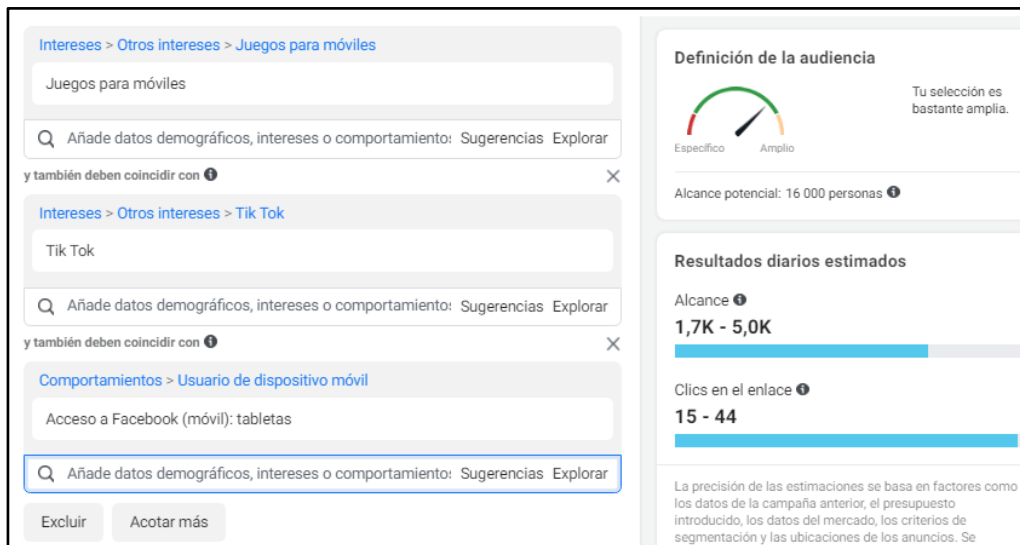 Intereses > Otros intereses > Juegos para móviles
Juegos para móviles
Añade datos demográficos, intereses o comportamientos Sugerencias Explorar
y también deben coincidir con
Intereses > Otros intereses > Tik Tok
Tik Tok
Añade datos demográficos, intereses o comportamientos Sugerencias Explorar
y también deben coincidir con
Comportamientos > Usuario de dispositivo móvil
Acceso a Facebook (móvil): tabletas
Añade datos demográficos, intereses o comportamientos Sugerencias Explorar
Excluir Acotar más
Definición de la audiencia
Tu selección es
bastante amplia.
Específico Amplio
Alcance potencial: 16 000 personas
Resultados diarios estimados
Alcance
1,7K - 5,0K
Clics en el enlace
15 - 44
La precisión de las estimaciones se basa en factores como
los datos de la campaña anterior, el presupuesto
introducido, los datos del mercado, los criterios de
segmentación y las ubicaciones de los anuncios. Se